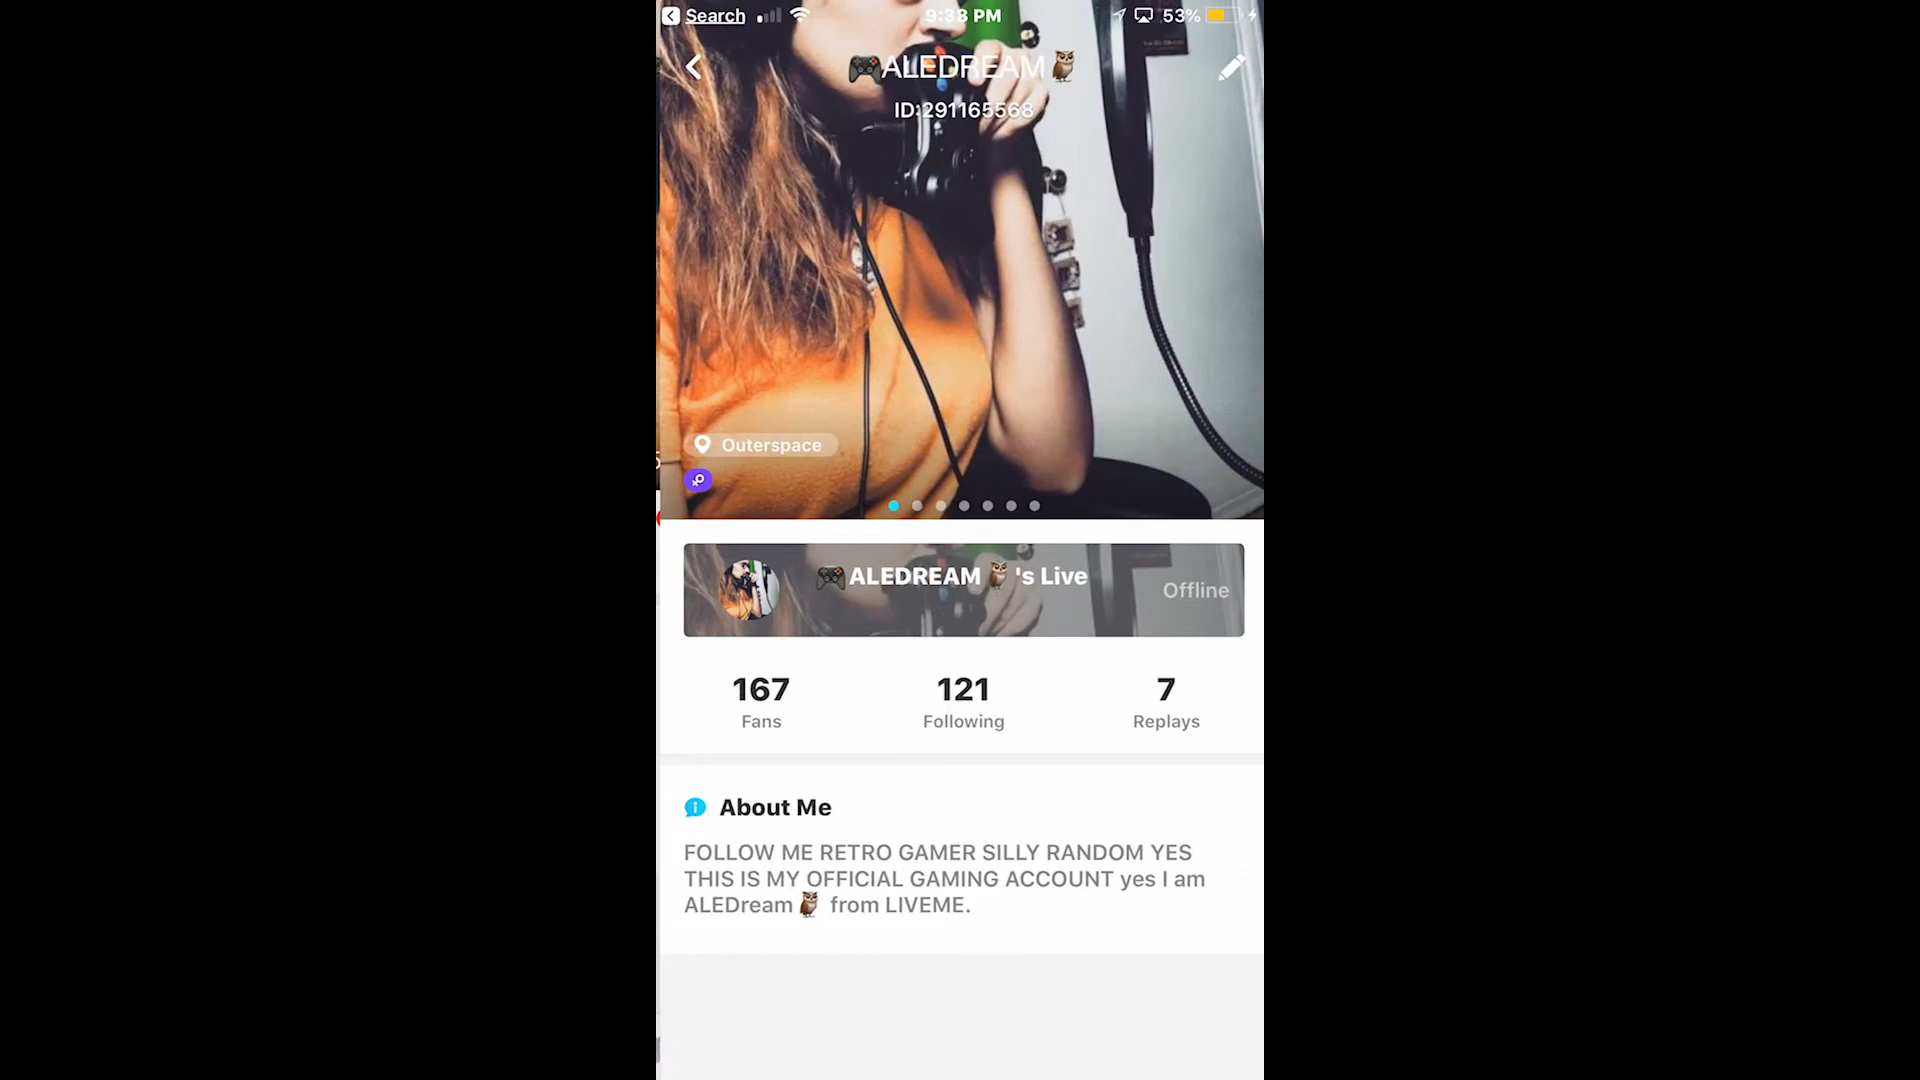 Search 9:38 PM 53%
🎮ALEDREAM🦉
ID:291165568
Outerspace
🎮ALEDREAM🦉's Live
Offline
167 121 7
Fans Following Replays
About Me
FOLLOW ME RETRO GAMER SILLY RANDOM YES
THIS IS MY OFFICIAL GAMING ACCOUNT yes I am
ALEDream🦉 from LIVEME.